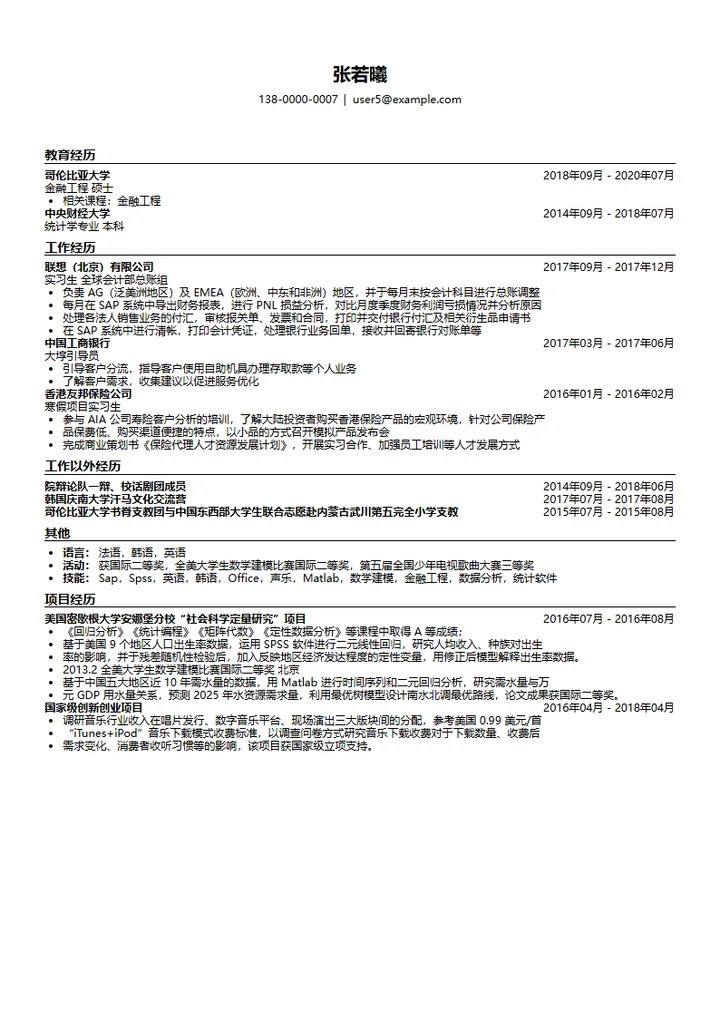 张若曦
138-0000-0007 | user5@example.com
教育经历
哥伦比亚大学 2018年09月 - 2020年07月
金融工程 硕士
• 相关课程：金融工程
中央财经大学 2014年09月 - 2018年07月
统计学专业 本科
工作经历
联想（北京）有限公司 2017年09月 - 2017年12月
实习生 全球会计部总账组
• 负责 AG（泛美洲地区）及 EMEA（欧洲、中东和非洲）地区，并于每月末按会计科目进行总账调整
• 每月在 SAP 系统中导出财务报表，进行 PNL 损益分析，对比月度季度财务利润亏损情况并分析原因
• 处理各法人销售业务的付汇，审核报关单、发票和合同，打印并交付银行付汇及相关衍生品申请书
• 在 SAP 系统中进行清帐，打印会计凭证，处理银行业务回单，接收并回寄银行对账单等
中国工商银行 2017年03月 - 2017年06月
大堂引导员
• 引导客户分流，指导客户使用自助机具办理存取款等个人业务
• 了解客户需求，收集建议以促进服务优化
香港友邦保险公司 2016年01月 - 2016年02月
寒假项目实习生
• 参与 AIA 公司寿险客户分析的培训，了解大陆投资者购买香港保险产品的宏观环境，针对公司保险产
• 品保费低、购买渠道便捷的特点，以小品的方式召开模拟产品发布会
• 完成商业策划书《保险代理人才资源发展计划》，开展实习合作、加强员工培训等人才发展方式
工作以外经历
院辩论队一辩、校话剧团成员 2014年09月 - 2018年06月
韩国庆南大学汗马文化交流营 2017年07月 - 2017年08月
哥伦比亚大学书脊支教团与中国东西部大学生联合志愿赴内蒙古武川第五完全小学支教 2015年07月 - 2015年08月
其他
• 语言： 法语，韩语，英语
• 活动： 获国际二等奖，全美大学生数学建模比赛国际二等奖，第五届全国少年电视歌曲大赛三等奖
• 技能： Sap，Spss，英语，韩语，Office，声乐，Matlab，数学建模，金融工程，数据分析，统计软件
项目经历
美国密歇根大学安娜堡分校“社会科学定量研究”项目 2016年07月 - 2016年08月
• 《回归分析》《统计编程》《矩阵代数》《定性数据分析》等课程中取得 A 等成绩；
• 基于美国 9 个地区人口出生率数据，运用 SPSS 软件进行二元线性回归，研究人均收入、种族对出生
• 率的影响，并于残差随机性检验后，加入反映地区经济发达程度的定性变量，用修正后模型解释出生率数据。
• 2013.2 全美大学生数学建模比赛国际二等奖 北京
• 基于中国五大地区近 10 年需水量的数据，用 Matlab 进行时间序列和二元回归分析，研究需水量与万
• 元 GDP 用水量关系，预测 2025 年水资源需求量，利用最优树模型设计南水北调最优路线，论文成果获国际二等奖。
国家级创新创业项目 2016年04月 - 2018年04月
• 调研音乐行业收入在唱片发行、数字音乐平台、现场演出三大版块间的分配，参考美国 0.99 美元/首
• “iTunes+iPod”音乐下载模式收费标准，以调查问卷方式研究音乐下载收费对于下载数量、收费后
• 需求变化、消费者收听习惯等的影响，该项目获国家级立项支持。